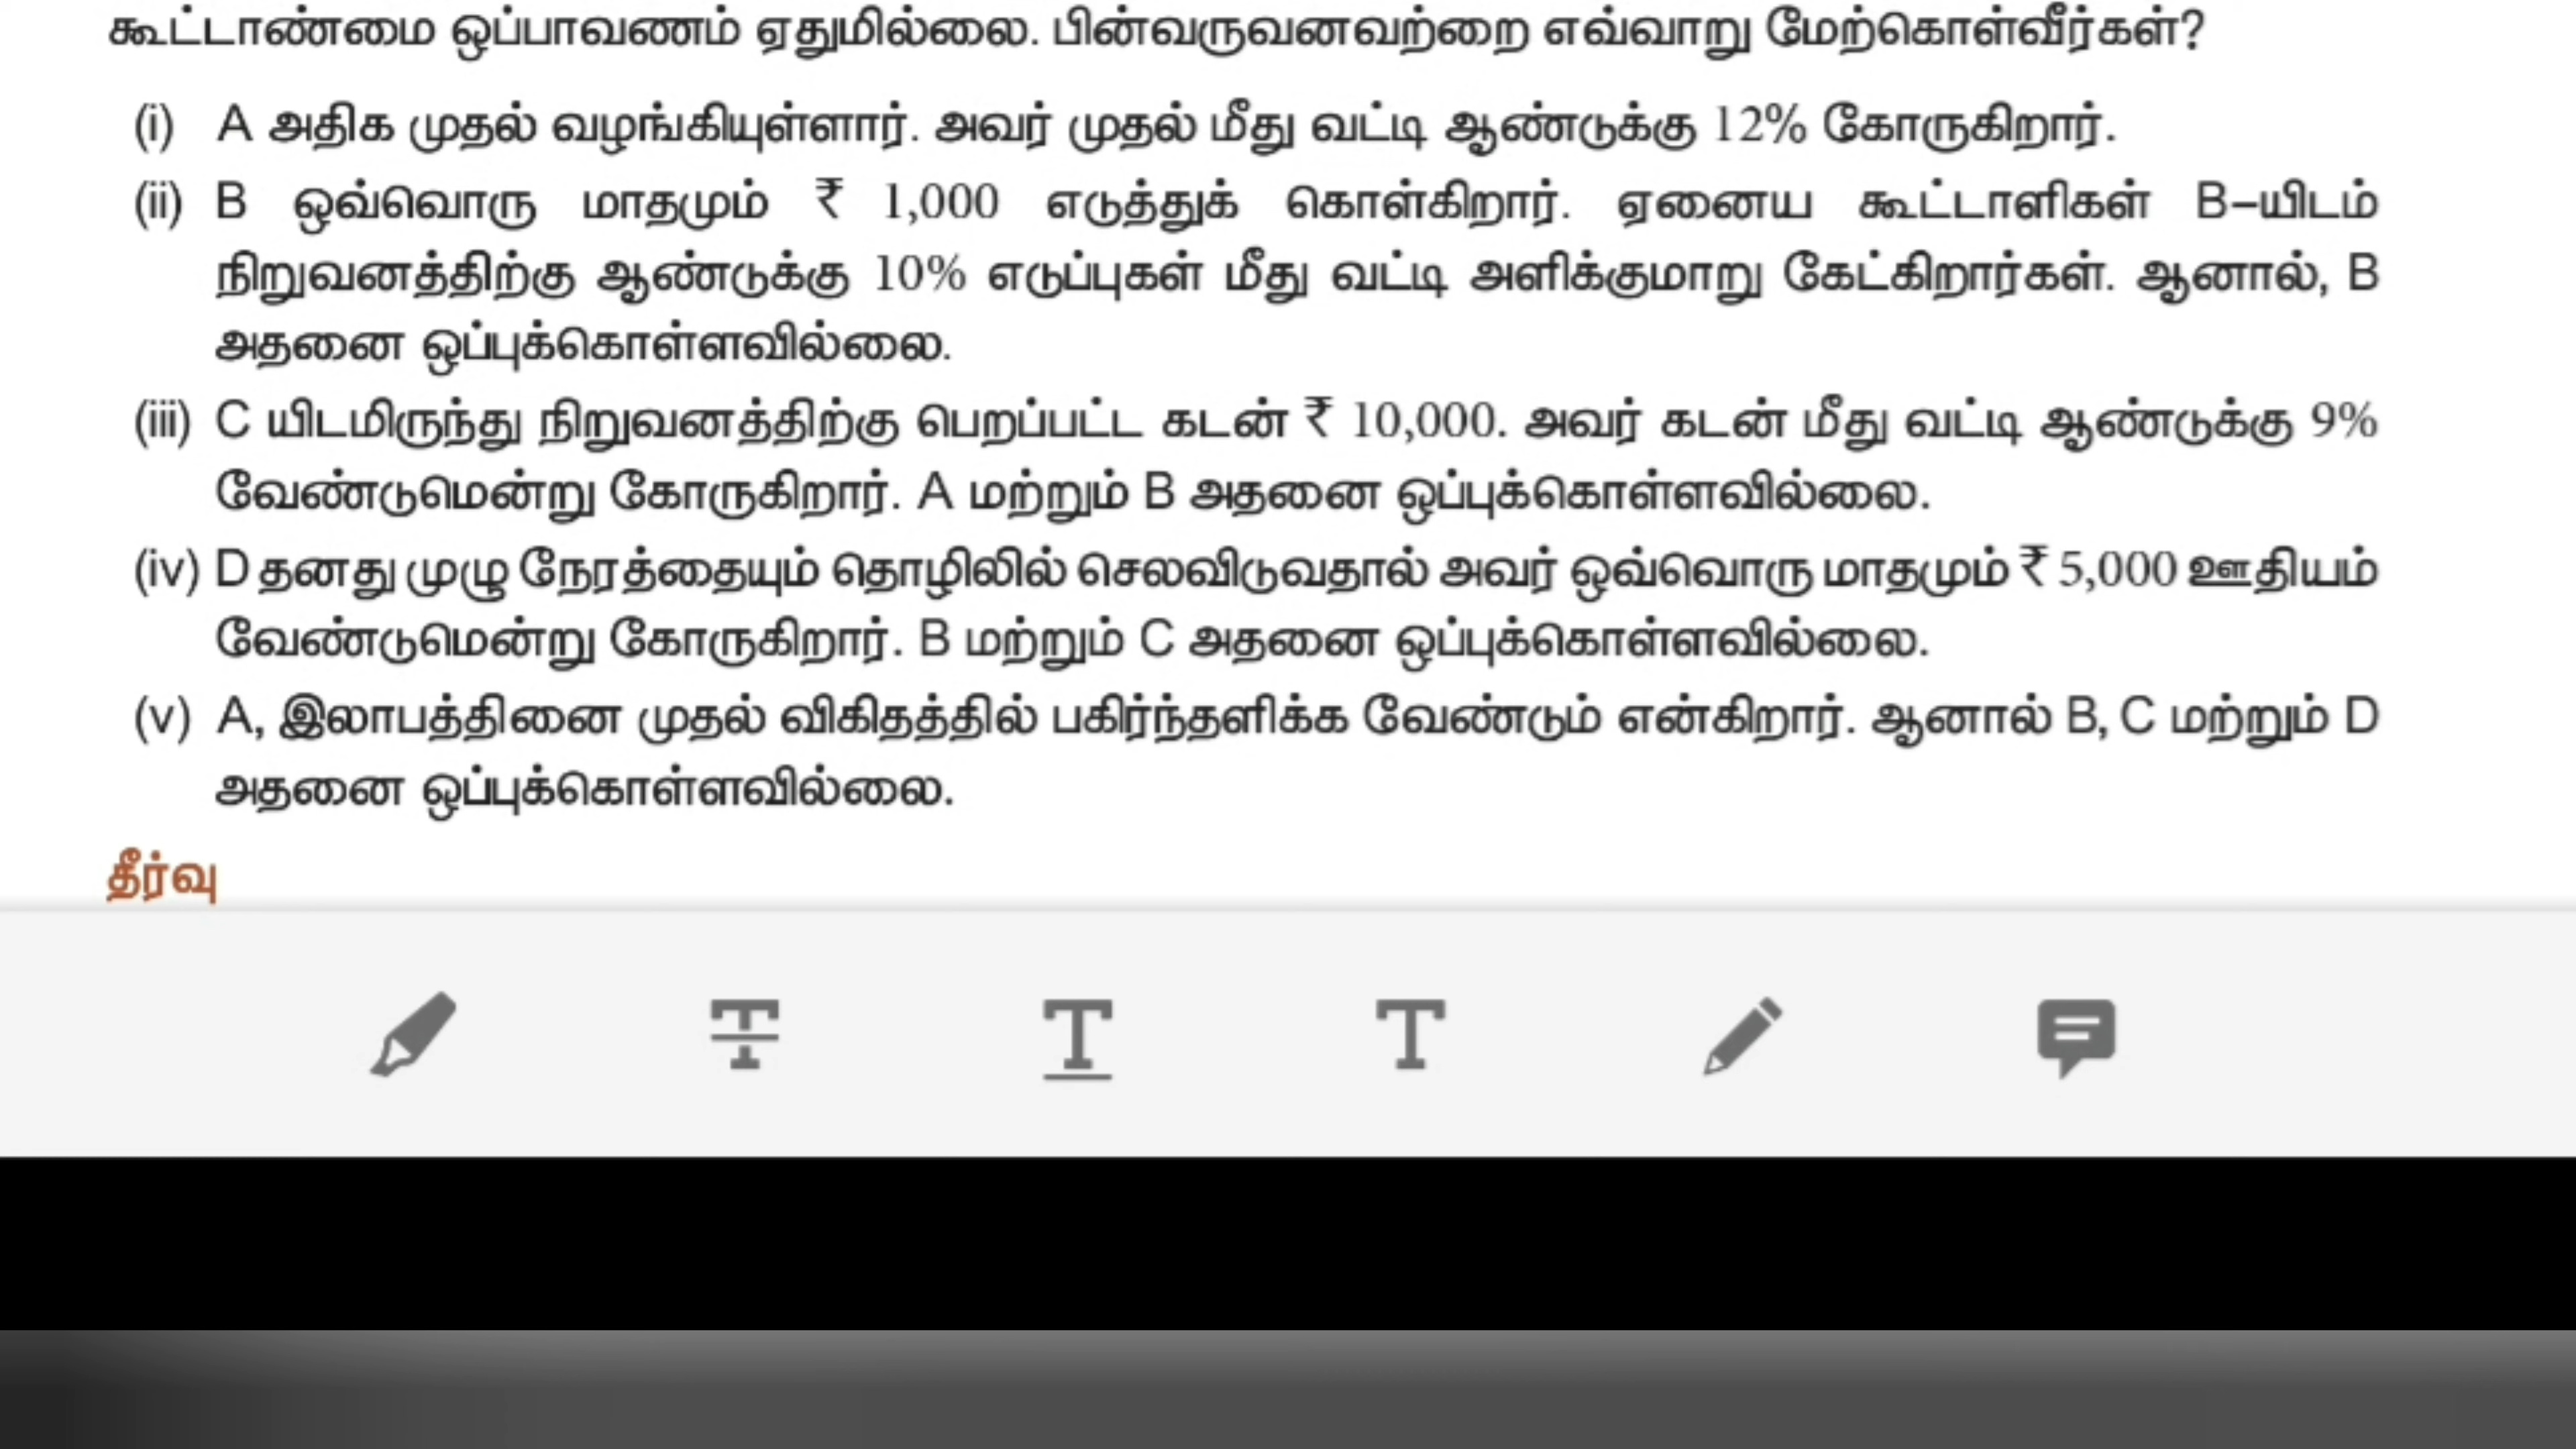 கூட்டாண்மை ஒப்பாவணம் ஏதுமில்லை. பின்வருவனவற்றை எவ்வாறு மேற்கொள்வீர்கள்?
(i) A அதிக முதல் வழங்கியுள்ளார். அவர் முதல் மீது வட்டி ஆண்டுக்கு 12% கோருகிறார்.
(ii) B ஒவ்வொரு மாதமும் ₹ 1,000 எடுத்துக் கொள்கிறார். ஏனைய கூட்டாளிகள் B–யிடம்
நிறுவனத்திற்கு ஆண்டுக்கு 10% எடுப்புகள் மீது வட்டி அளிக்குமாறு கேட்கிறார்கள். ஆனால், B
அதனை ஒப்புக்கொள்ளவில்லை.
(iii) C யிடமிருந்து நிறுவனத்திற்கு பெறப்பட்ட கடன் ₹ 10,000. அவர் கடன் மீது வட்டி ஆண்டுக்கு 9%
வேண்டுமென்று கோருகிறார். A மற்றும் B அதனை ஒப்புக்கொள்ளவில்லை.
(iv) D தனது முழு நேரத்தையும் தொழிலில் செலவிடுவதால் அவர் ஒவ்வொரு மாதமும் ₹ 5,000 ஊதியம்
வேண்டுமென்று கோருகிறார். B மற்றும் C அதனை ஒப்புக்கொள்ளவில்லை.
(v) A, இலாபத்தினை முதல் விகிதத்தில் பகிர்ந்தளிக்க வேண்டும் என்கிறார். ஆனால் B, C மற்றும் D
அதனை ஒப்புக்கொள்ளவில்லை.
தீர்வு